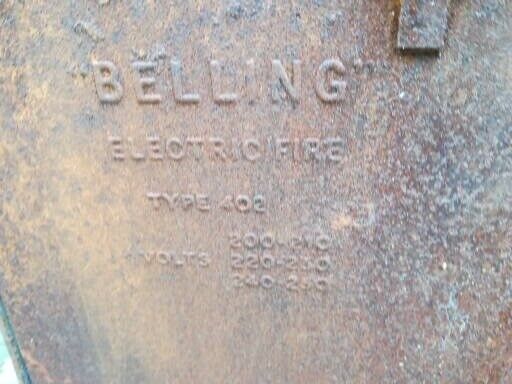 "BELLING"
ELECTRIC FIRE
TYPE 402
200-210
VOLTS 220-230
240-250